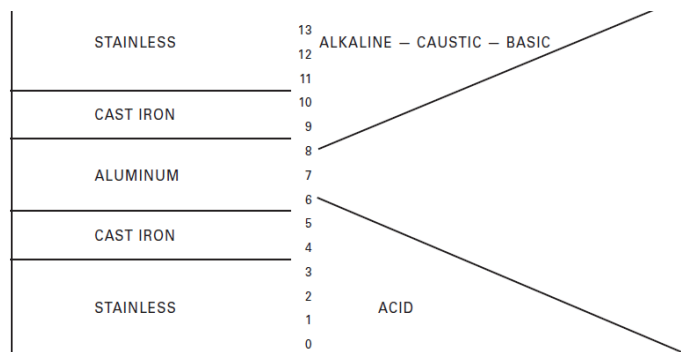 13
STAINLESS ALKALINE — CAUSTIC — BASIC
12
11
10
CAST IRON
9
8
ALUMINUM 7
6
5
CAST IRON
4
3
2
STAINLESS ACID
1
0